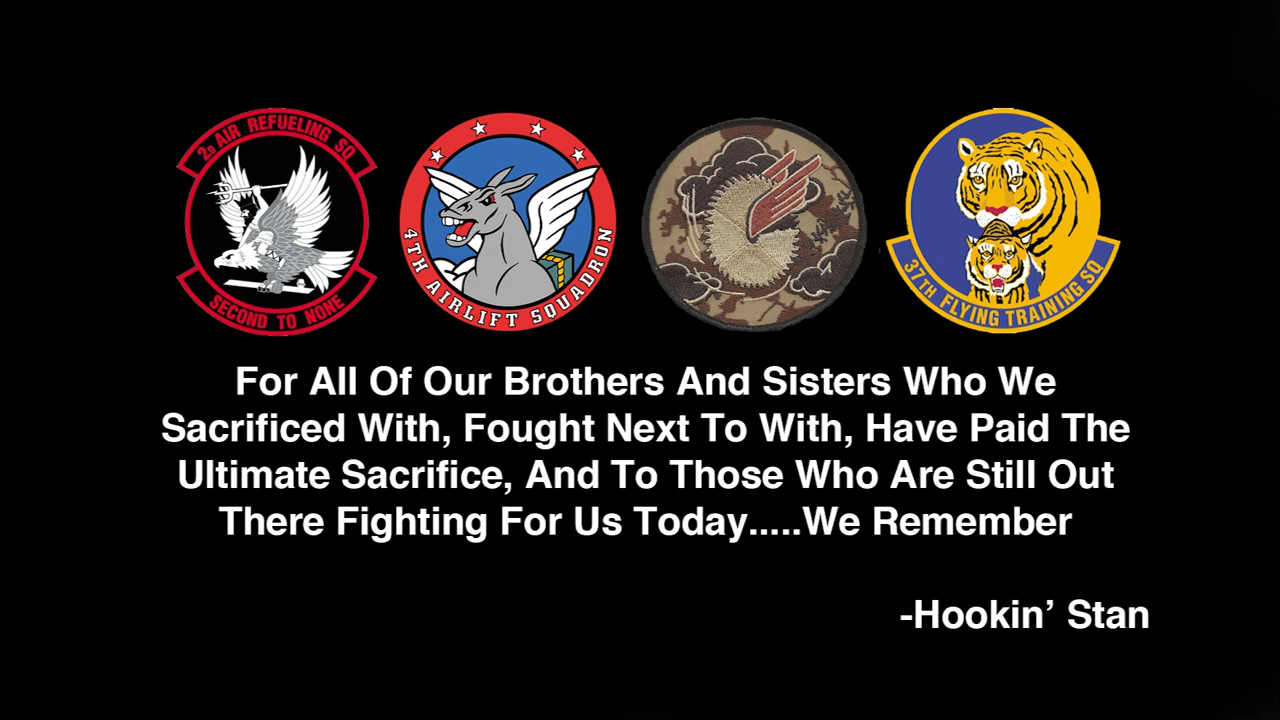 2D AIR REFUELING SQ
SECOND TO NONE
4TH AIRLIFT SQUADRON
37TH FLYING TRAINING SQ
For All Of Our Brothers And Sisters Who We
Sacrificed With, Fought Next To With, Have Paid The
Ultimate Sacrifice, And To Those Who Are Still Out
There Fighting For Us Today.....We Remember
-Hookin’ Stan